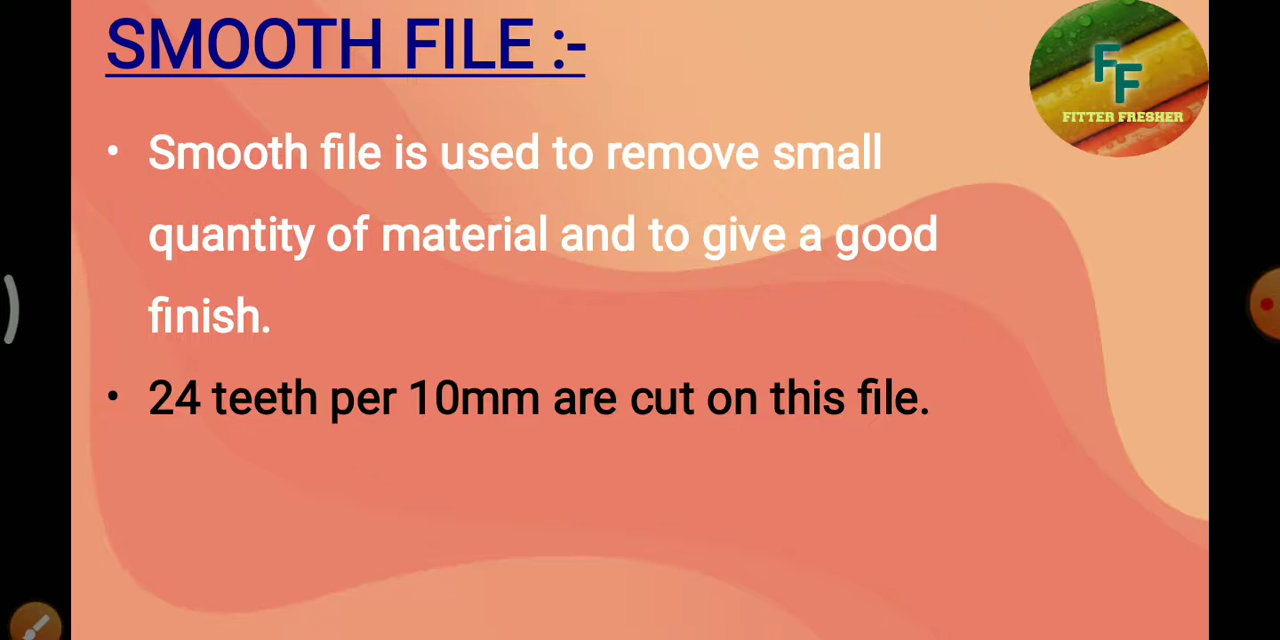 SMOOTH FILE :-
FF
FITTER FRESHER
• Smooth file is used to remove small
quantity of material and to give a good
finish.
• 24 teeth per 10mm are cut on this file.